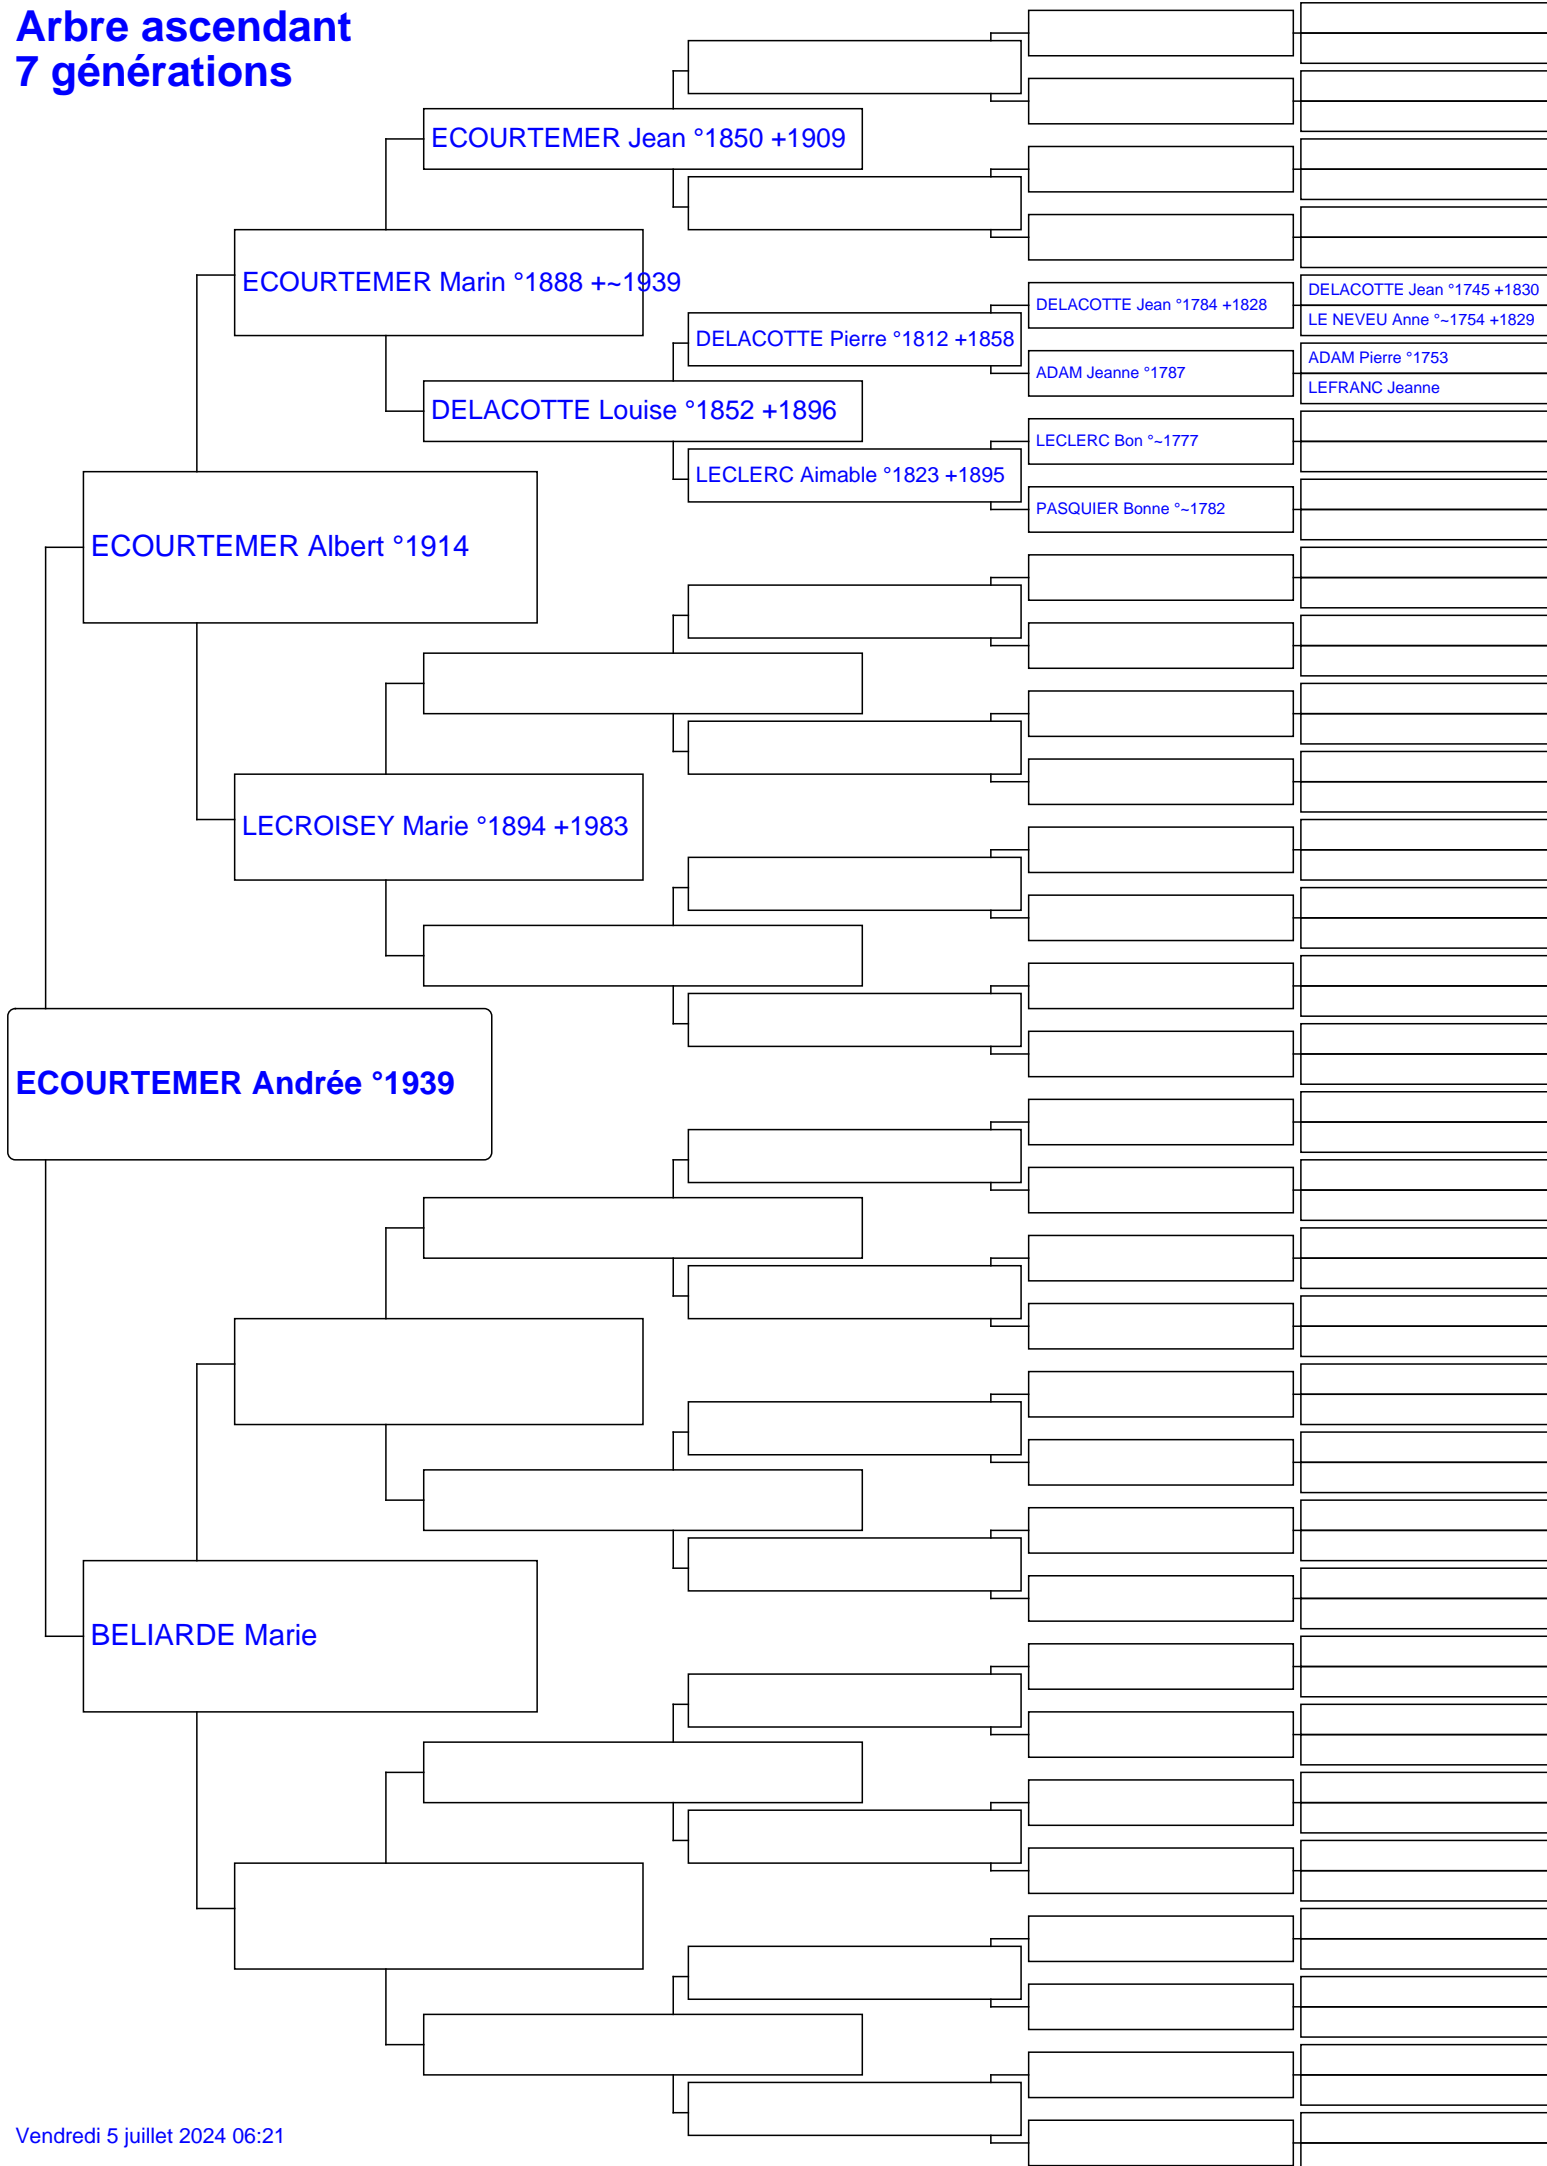 Arbre ascendant
7 générations
ECOURTEMER Jean °1850 +1909
ECOURTEMER Marin °1888 +~1939
DELACOTTE Jean °1745 +1830
DELACOTTE Jean °1784 +1828
LE NEVEU Anne °~1754 +1829
DELACOTTE Pierre °1812 +1858
ADAM Pierre °1753
ADAM Jeanne °1787
LEFRANC Jeanne
DELACOTTE Louise °1852 +1896
LECLERC Bon °~1777
LECLERC Aimable °1823 +1895
PASQUIER Bonne °~1782
ECOURTEMER Albert °1914
LECROISEY Marie °1894 +1983
ECOURTEMER Andrée °1939
BELIARDE Marie
Vendredi 5 juillet 2024 06:21